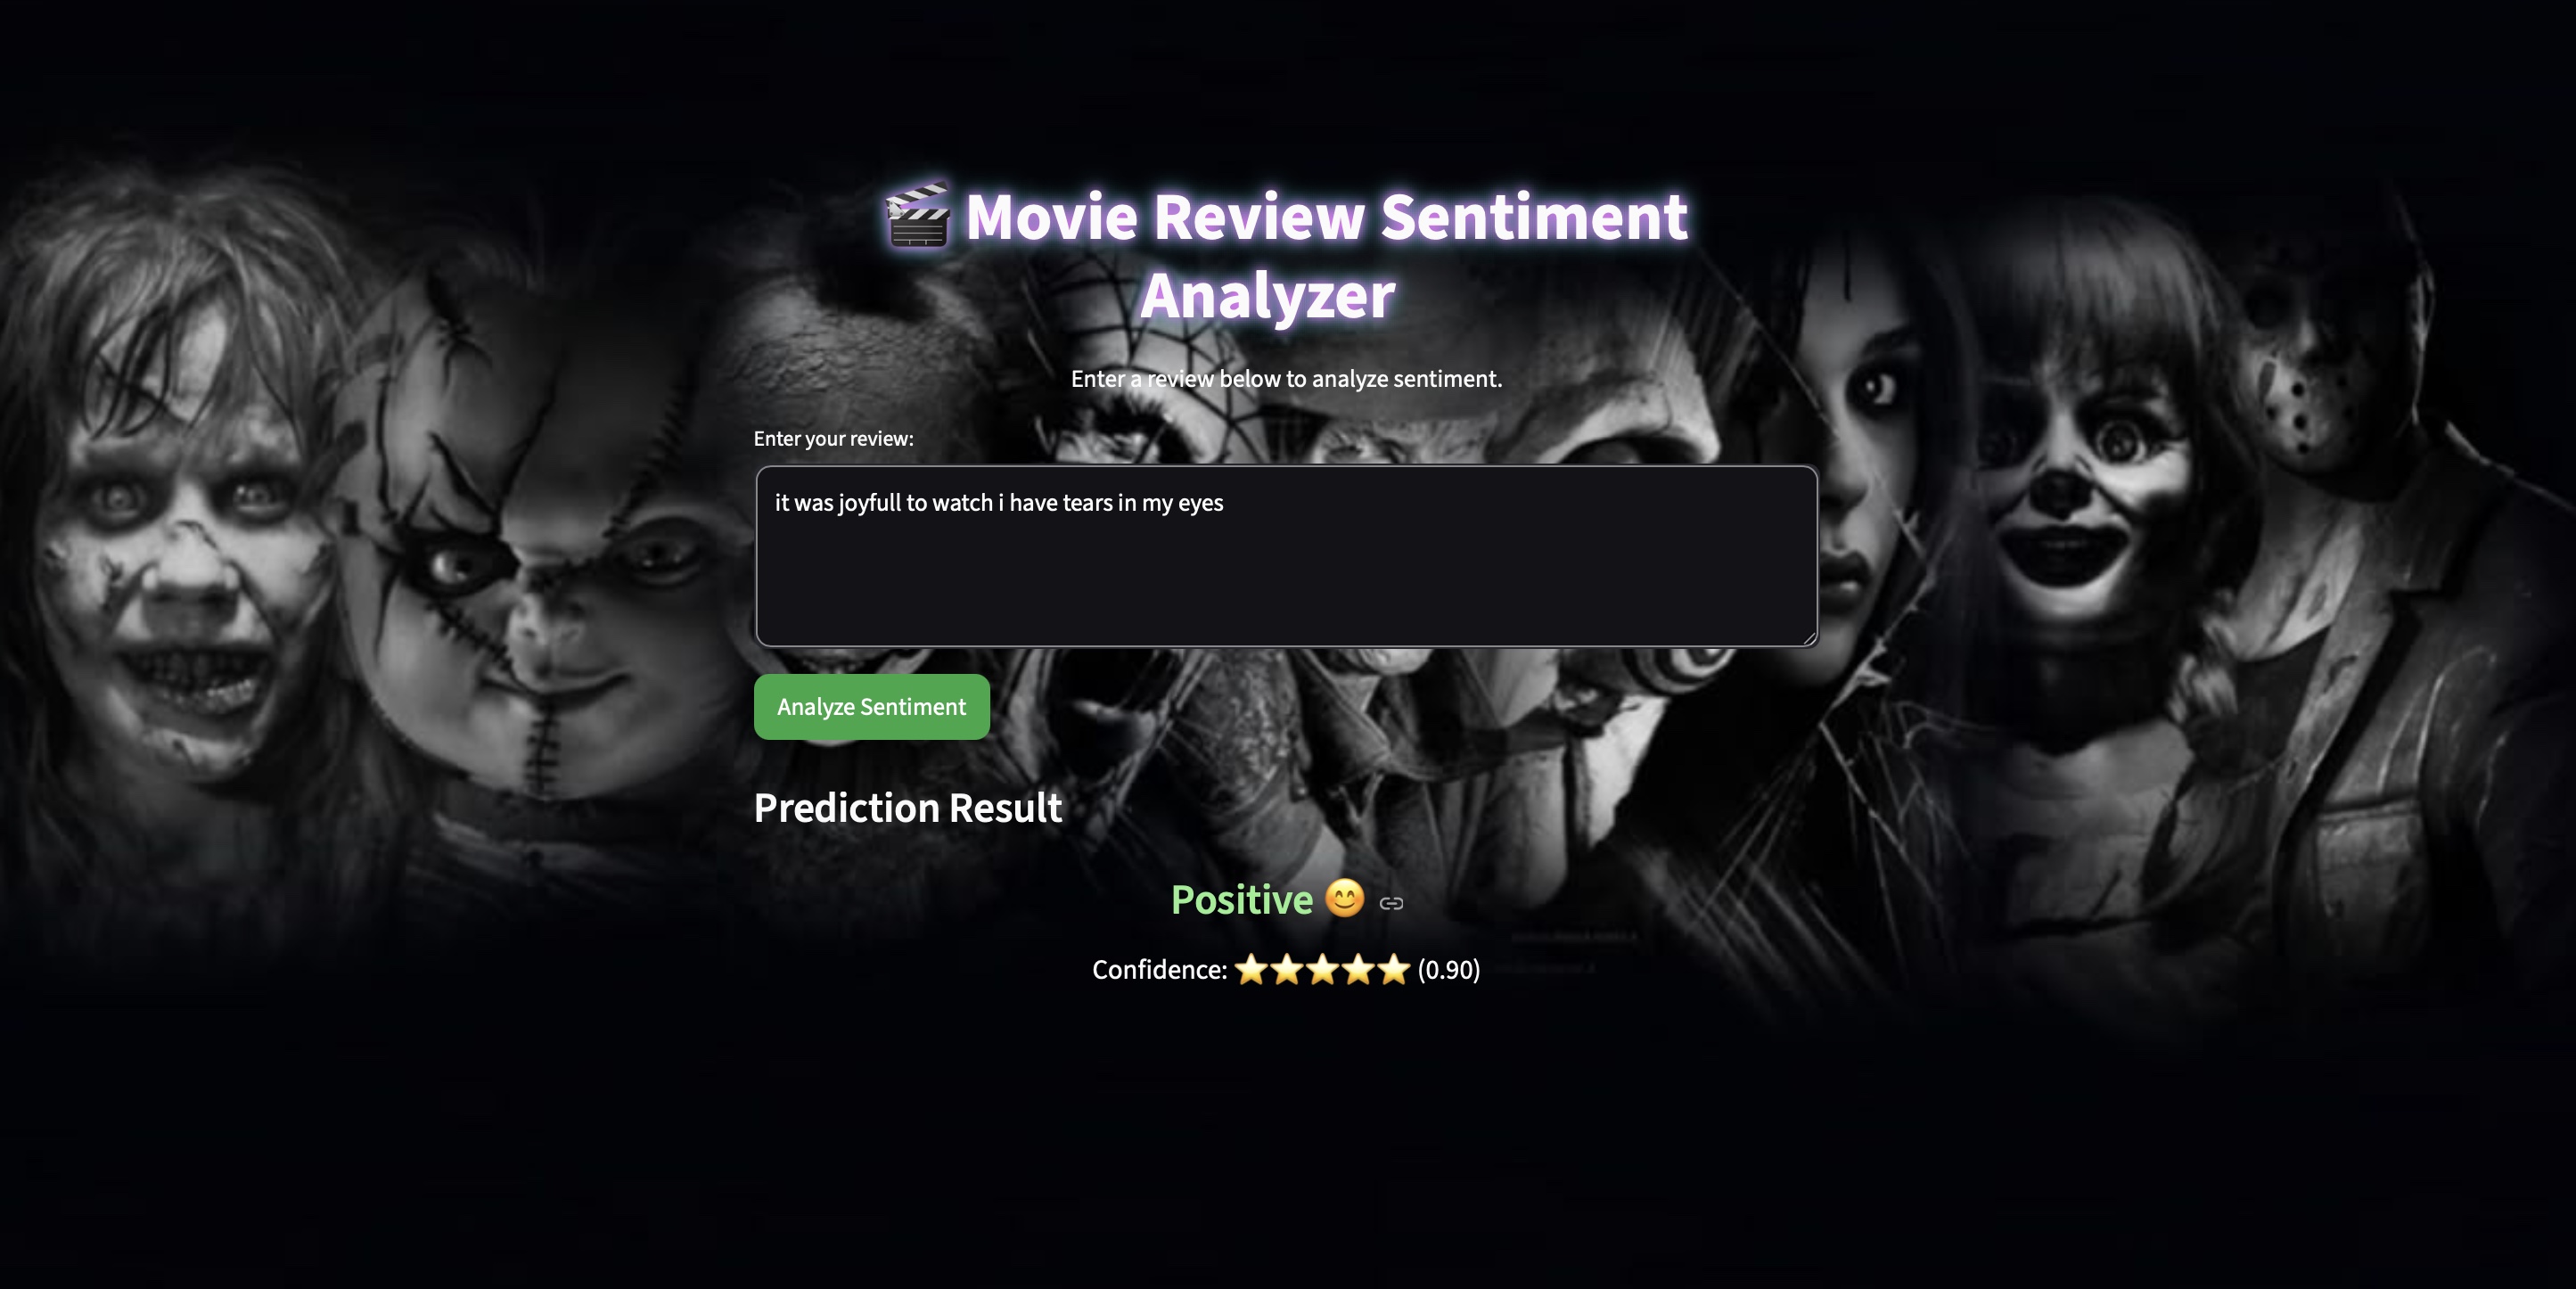 🎬 Movie Review Sentiment
Analyzer
Enter a review below to analyze sentiment.
Enter your review:
it was joyfull to watch i have tears in my eyes
Analyze Sentiment
Prediction Result
Positive 😊
Confidence: ⭐⭐⭐⭐⭐ (0.90)